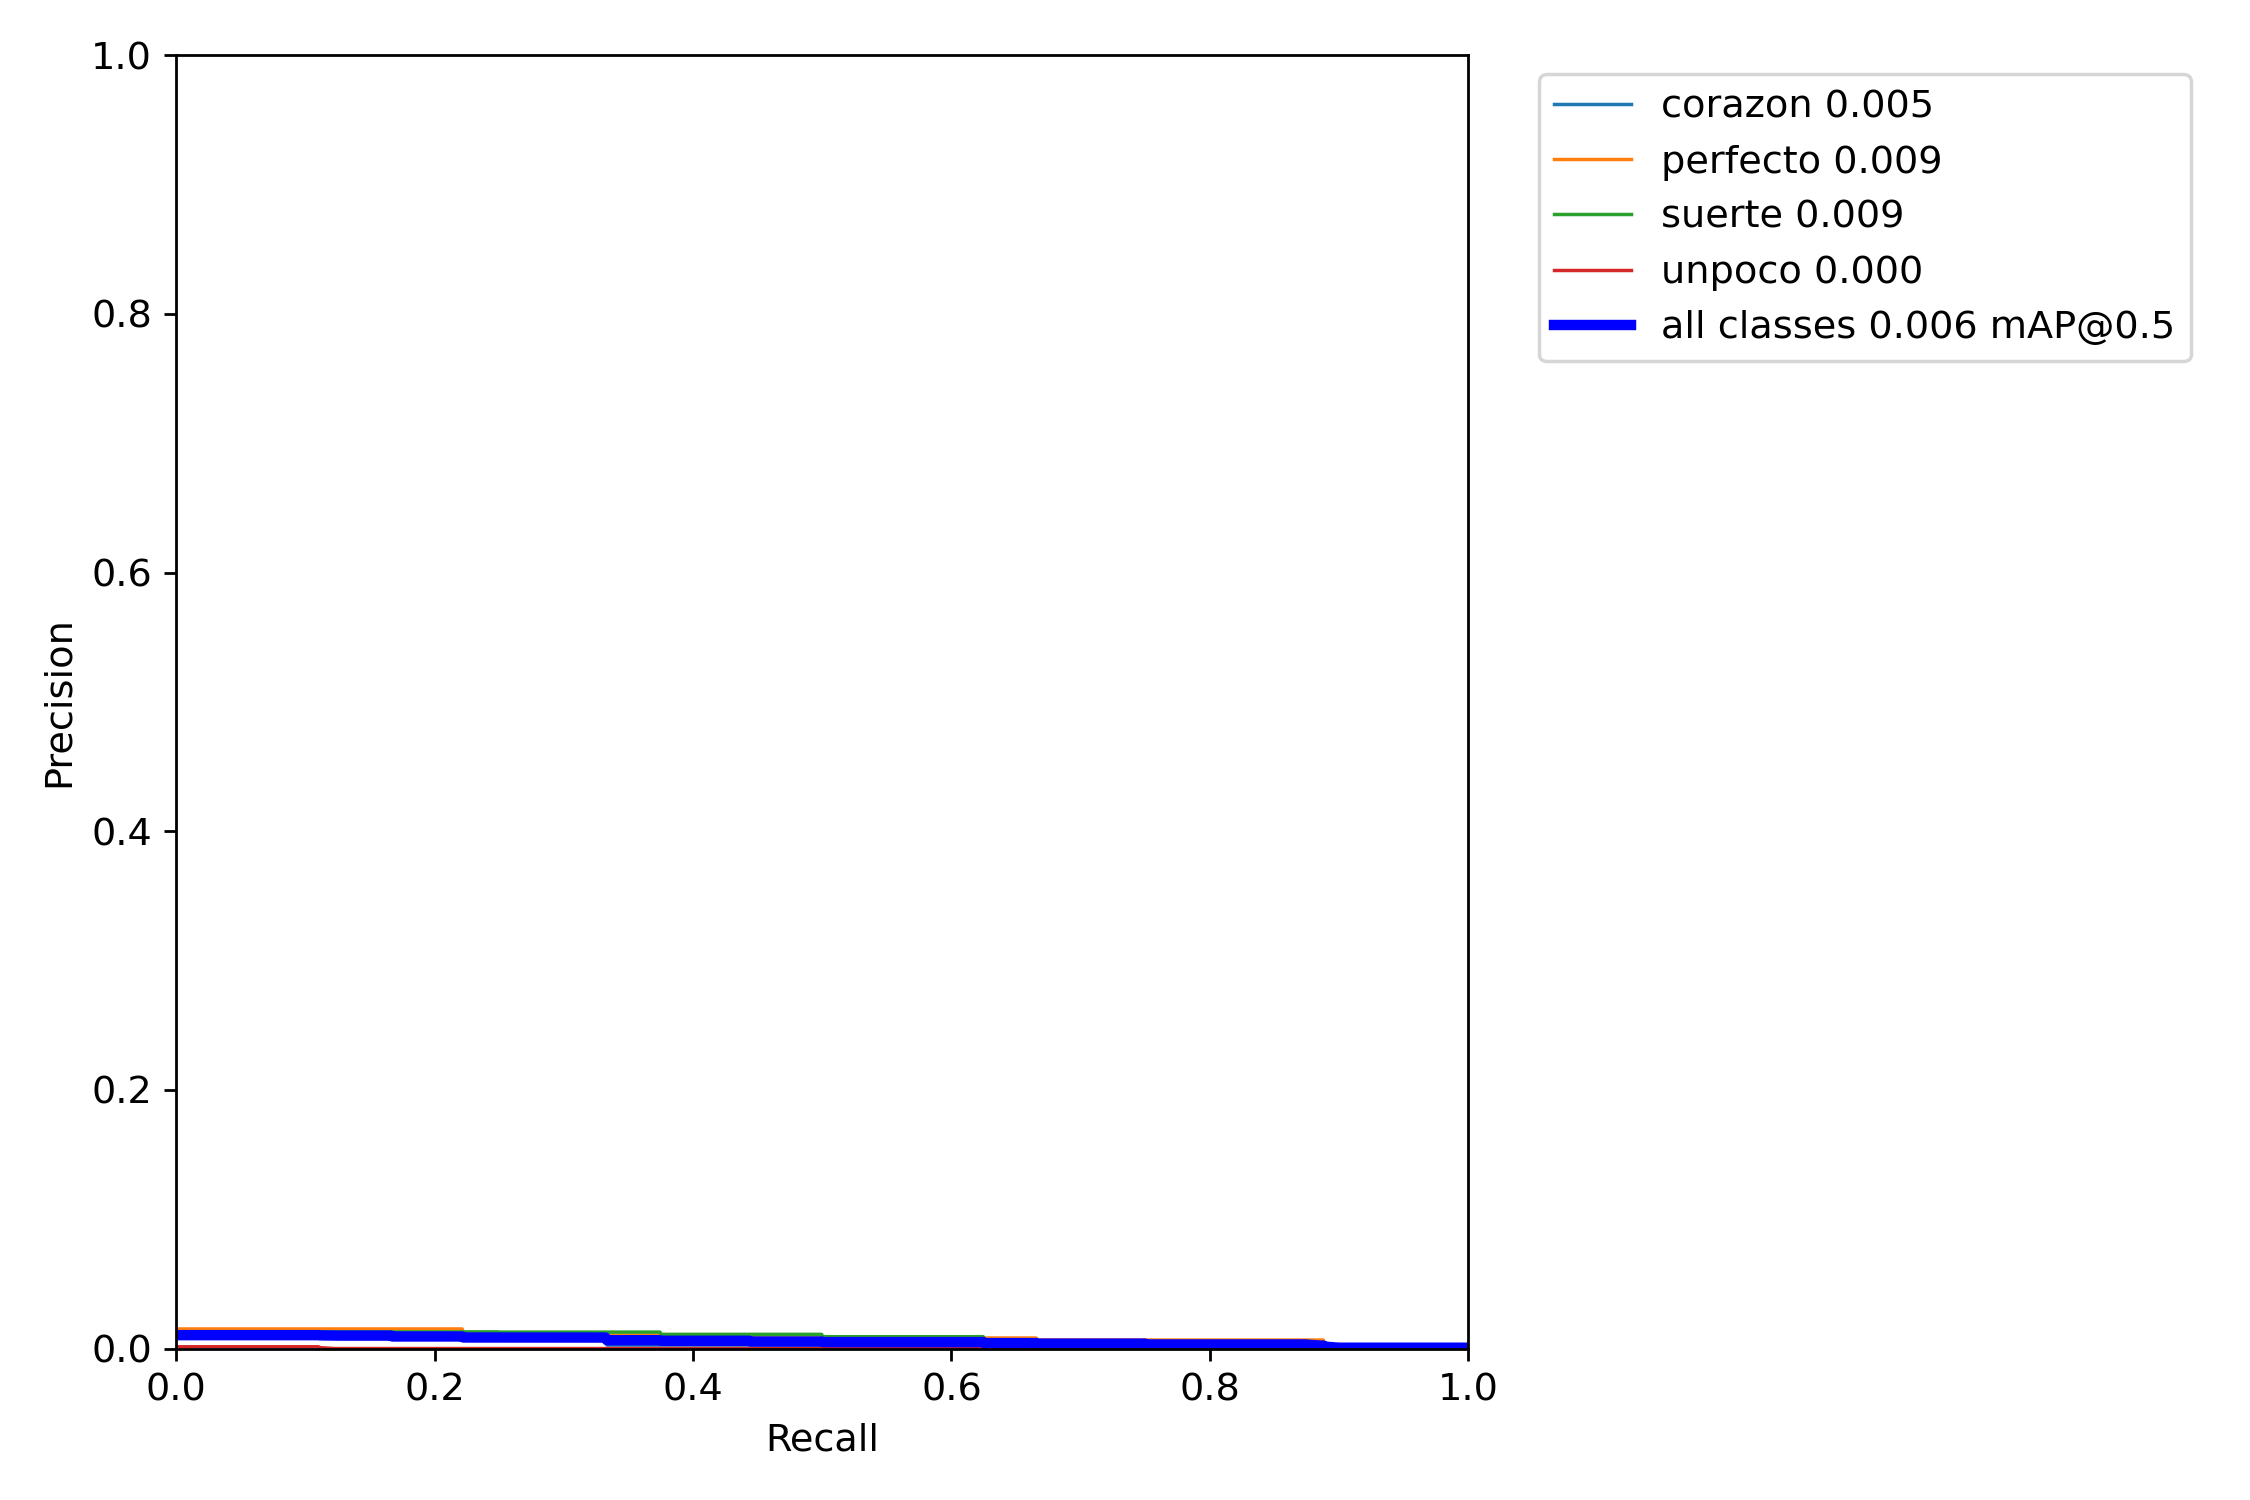 1.0
0.8
0.6
0.4
0.2
0.0
Precision
0.0 0.2 0.4 0.6 0.8 1.0
Recall
corazon 0.005
perfecto 0.009
suerte 0.009
unpoco 0.000
all classes 0.006 mAP@0.5